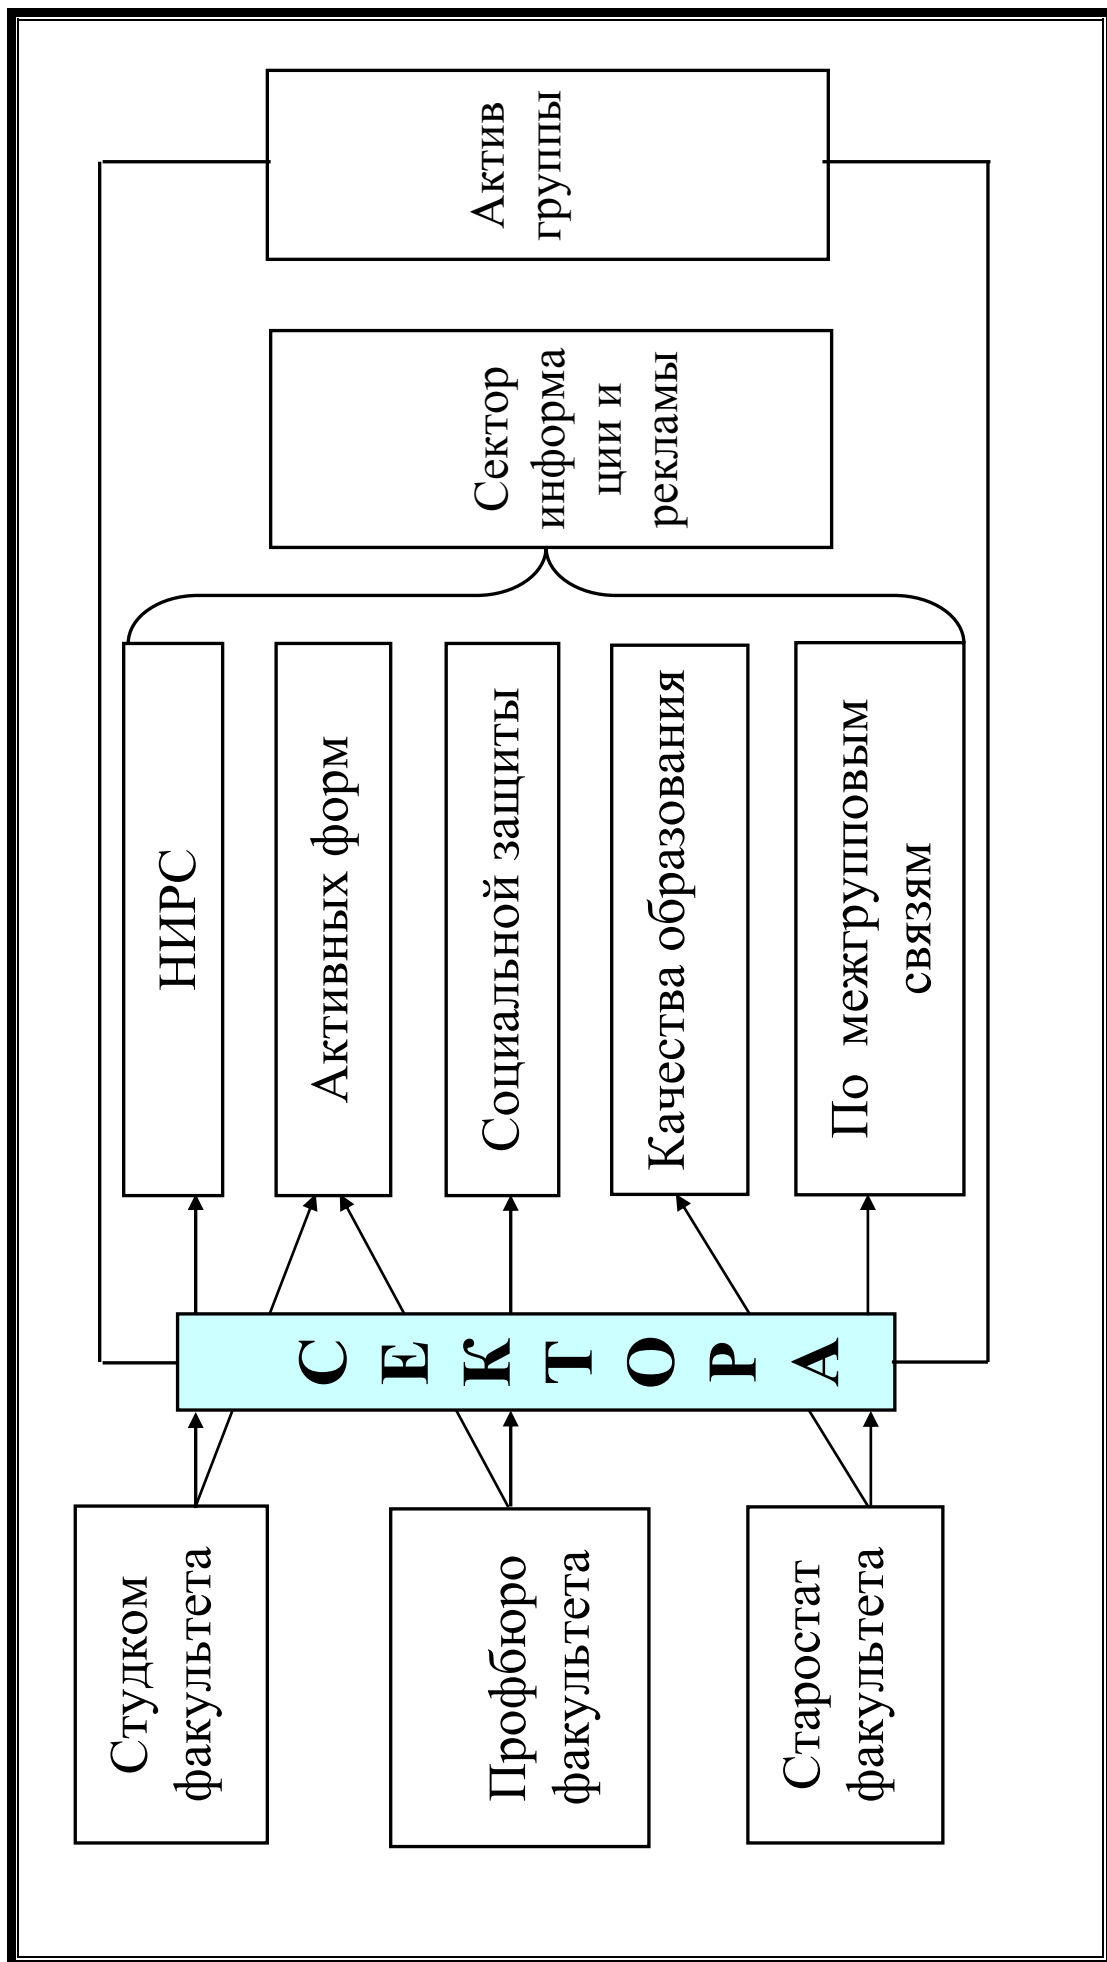 Студком
факультета
Профбюро
факультета
Старостат
факультета
СЕКТОРА
НИРС
Активных форм
Социальной защиты
Качества образования
По межгрупповым
связям
Сектор
информа
ции и
рекламы
Актив
группы